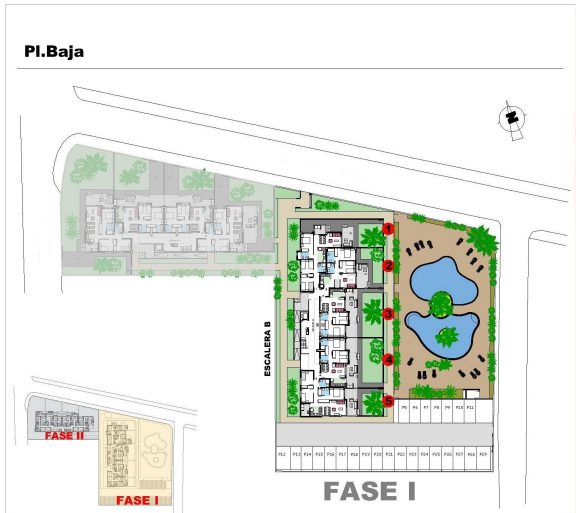 Pl.Baja
N
1
2
3
4
5
ESCALERA B
P5 P6 P7 P8 P9 P10 P11
P12 P13 P14 P15 P16 P17 P18 P19 P20 P21 P22 P23 P24 P25 P26 P27 P28 P29
FASE II
FASE I
FASE I